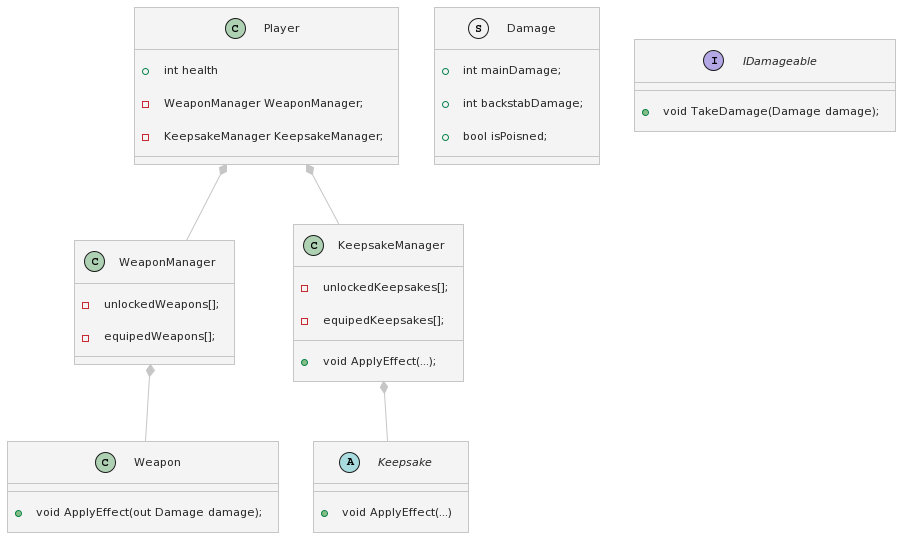 C Player
int health
WeaponManager WeaponManager;
KeepsakeManager KeepsakeManager;
S Damage
int mainDamage;
int backstabDamage;
bool isPoisned;
I IDamageable
void TakeDamage(Damage damage);
C WeaponManager
unlockedWeapons[];
equipedWeapons[];
C KeepsakeManager
unlockedKeepsakes[];
equipedKeepsakes[];
void ApplyEffect(...);
C Weapon
void ApplyEffect(out Damage damage);
A Keepsake
void ApplyEffect(...)